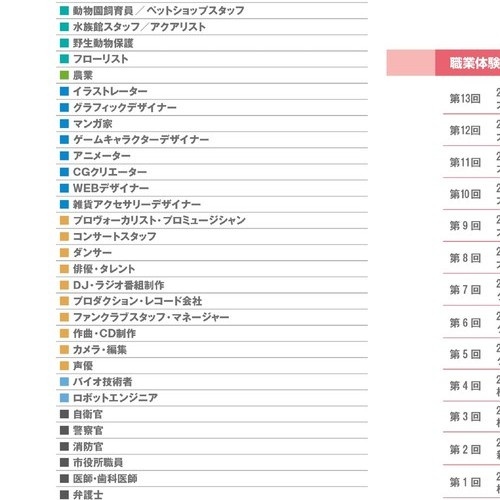 動物園飼育員／ペットショップスタッフ
水族館スタッフ／アクアリスト
野生動物保護
フローリスト
農業
イラストレーター
グラフィックデザイナー
マンガ家
ゲームキャラクターデザイナー
アニメーター
CGクリエーター
WEBデザイナー
雑貨アクセサリーデザイナー
プロヴォーカリスト・プロミュージシャン
コンサートスタッフ
ダンサー
俳優・タレント
DJ・ラジオ番組制作
プロダクション・レコード会社
ファンクラブスタッフ・マネージャー
作曲・CD制作
カメラ・編集
声優
バイオ技術者
ロボットエンジニア
自衛官
警察官
消防官
市役所職員
医師・歯科医師
弁護士
職業体験
第13回
第12回
第11回
第10回
第9回
第8回
第7回
第6回
第5回
第4回
第3回
第2回
第1回